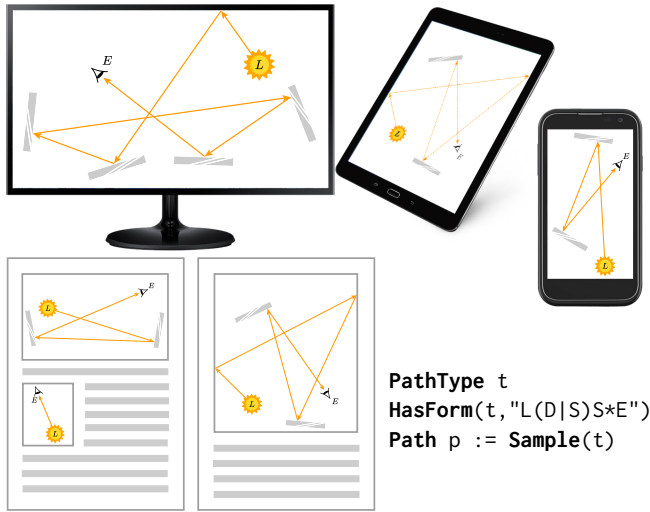 L
E
L
E
E
L
L
E
E
L
L
E
PathType t
HasForm(t,"L(D|S)S*E")
Path p := Sample(t)